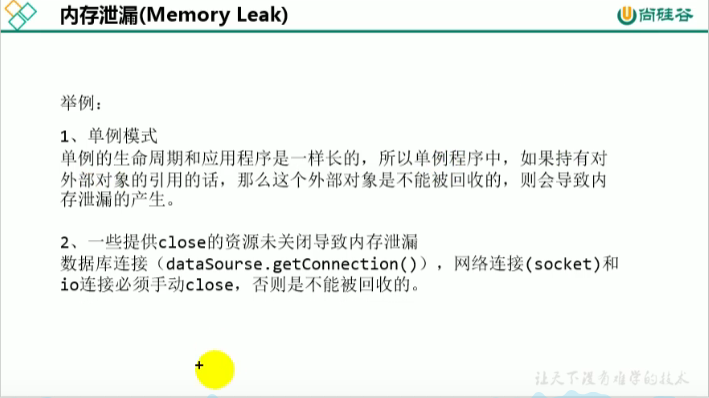 内存泄漏(Memory Leak)
尚硅谷
举例：
1、单例模式
单例的生命周期和应用程序是一样长的，所以单例程序中，如果持有对
外部对象的引用的话，那么这个外部对象是不能被回收的，则会导致内
存泄漏的产生。
2、一些提供close的资源未关闭导致内存泄漏
数据库连接（dataSourse.getConnection()），网络连接(socket)和
io连接必须手动close，否则是不能被回收的。
让天下没有难学的技术